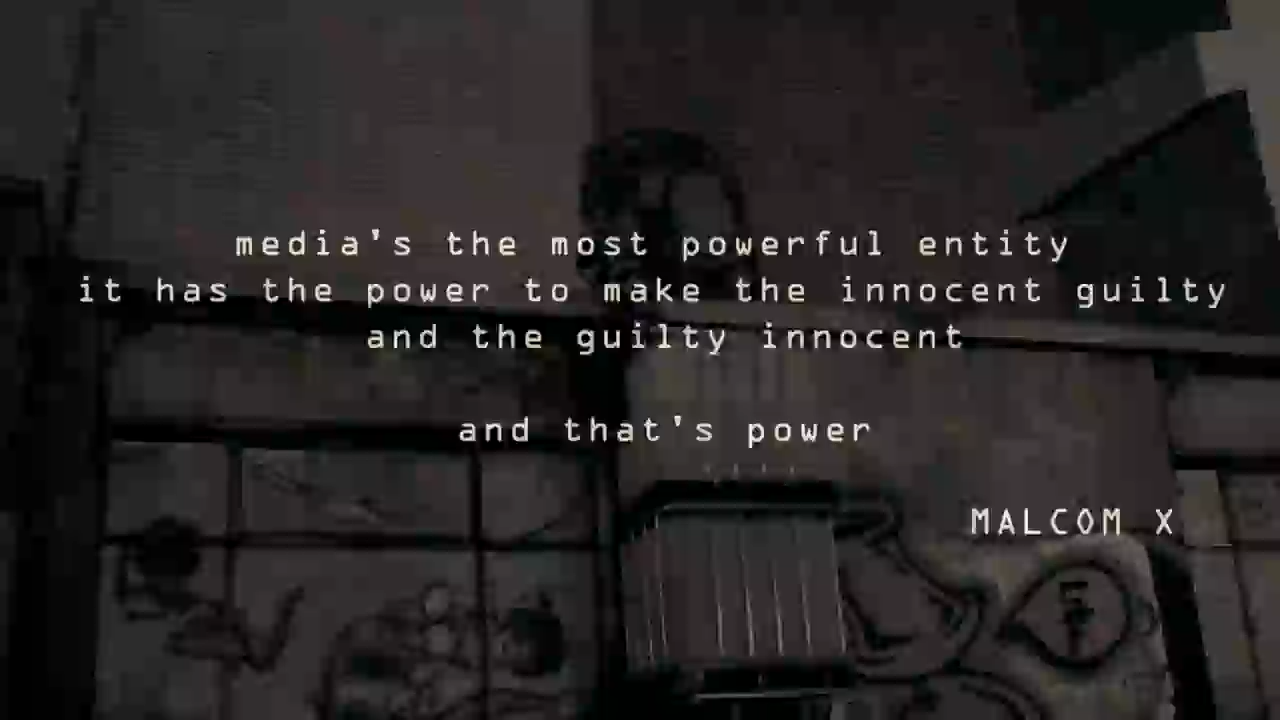 media's the most powerful entity
it has the power to make the innocent guilty
and the guilty innocent
and that's power
MALCOM X